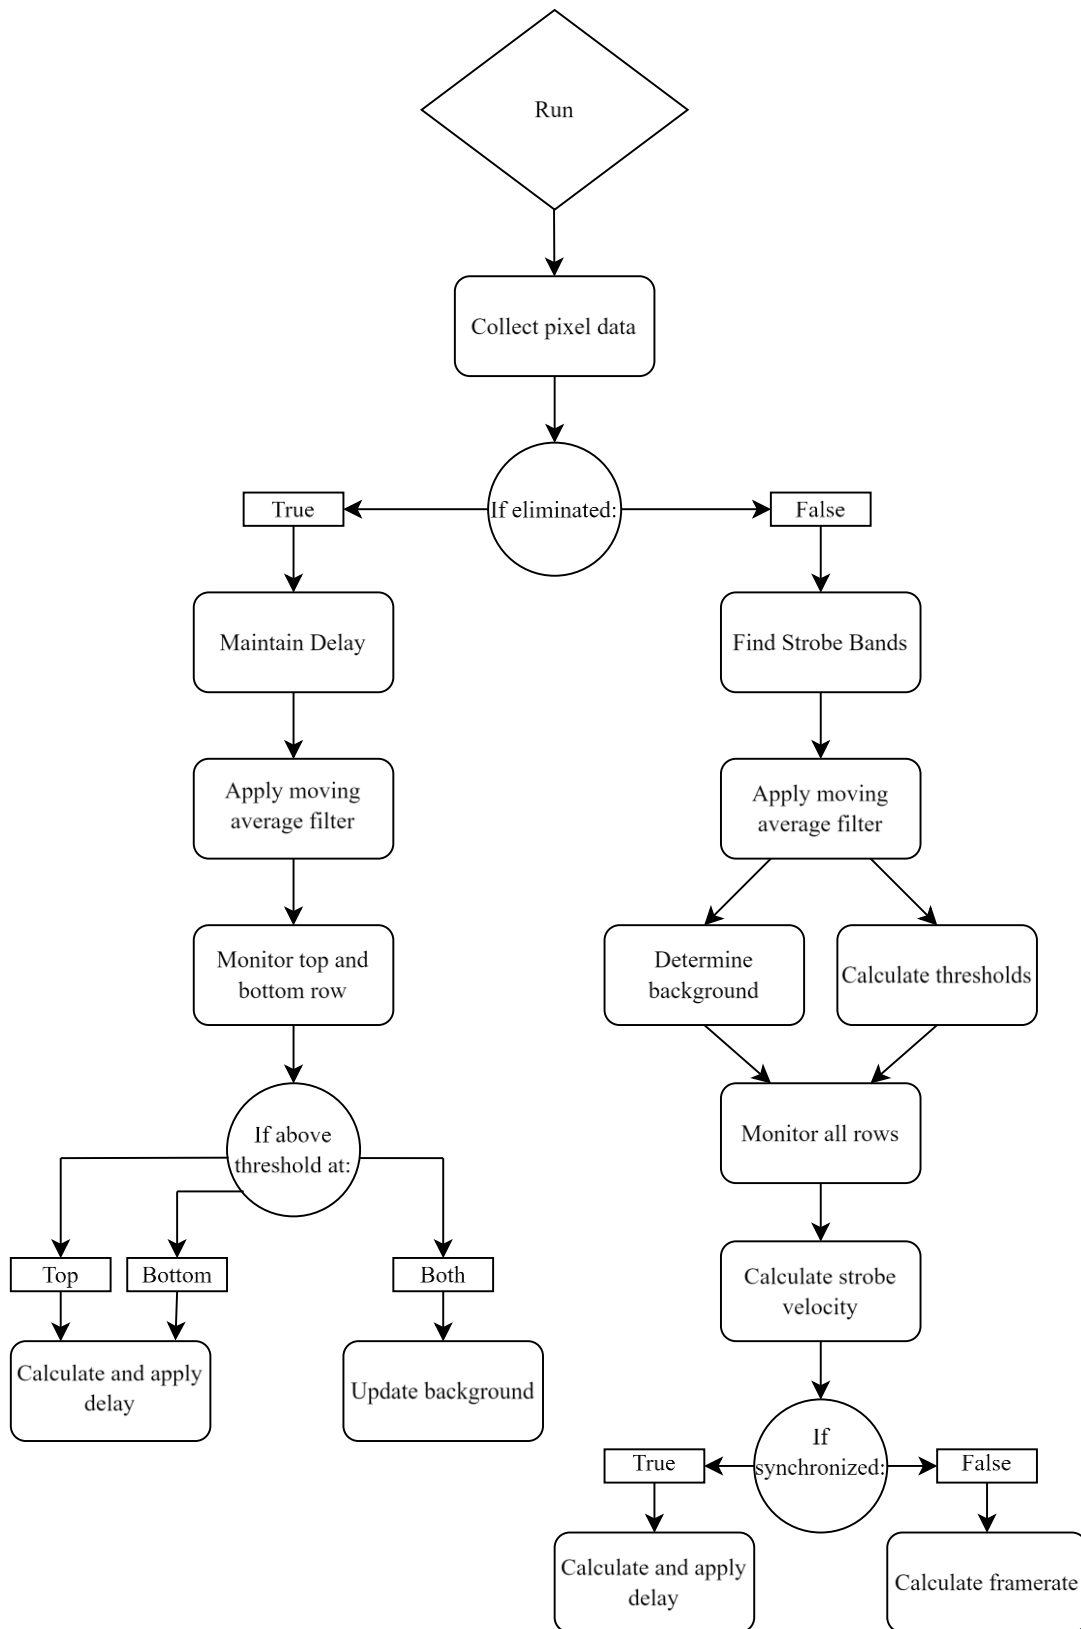 Run
Collect pixel data
True
If eliminated:
False
Maintain Delay
Find Strobe Bands
Apply moving
average filter
Apply moving
average filter
Monitor top and
bottom row
Determine
background
Calculate thresholds
If above
threshold at:
Monitor all rows
Top
Bottom
Both
Calculate strobe
velocity
Calculate and apply
delay
Update background
True
If
synchronized:
False
Calculate and apply
delay
Calculate framerate